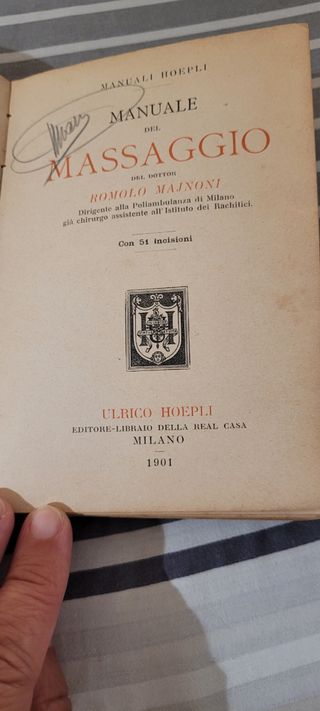 MANUALI HOEPLI
MANUALE
DEL
MASSAGGIO
DEL DOTTOR
ROMOLO MAJNONI
Dirigente alla Poliambulanza di Milano
già chirurgo assistente all'Istituto dei Rachitici.
Con 51 incisioni
ULRICO HOEPLI
EDITORE-LIBRAIO DELLA REAL CASA
MILANO
1901